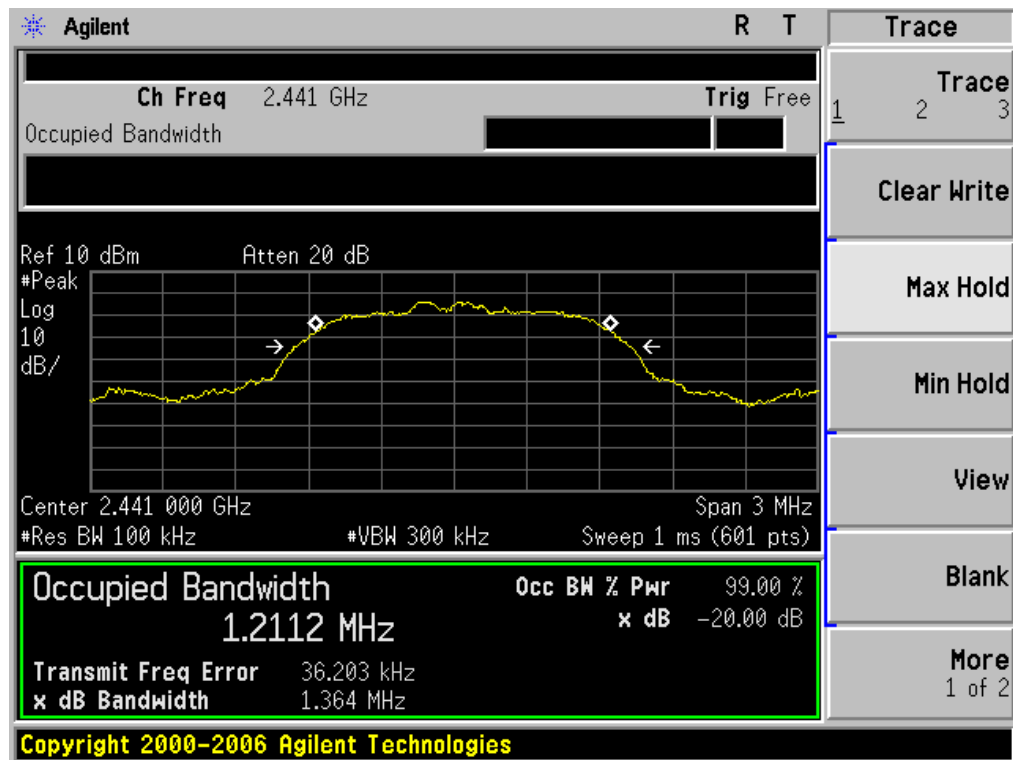 Agilent R T
Trace
Ch Freq 2.441 GHz Trig Free
Occupied Bandwidth
Trace
1 2 3
Clear Write
Max Hold
Min Hold
View
Blank
More
1 of 2
Ref 10 dBm Atten 20 dB
#Peak
Log
10
dB/
Center 2.441 000 GHz Span 3 MHz
#Res BW 100 kHz #VBW 300 kHz Sweep 1 ms (601 pts)
Occupied Bandwidth
1.2112 MHz
Occ BW % Pwr 99.00 %
x dB -20.00 dB
Transmit Freq Error 36.203 kHz
x dB Bandwidth 1.364 MHz
Copyright 2000-2006 Agilent Technologies